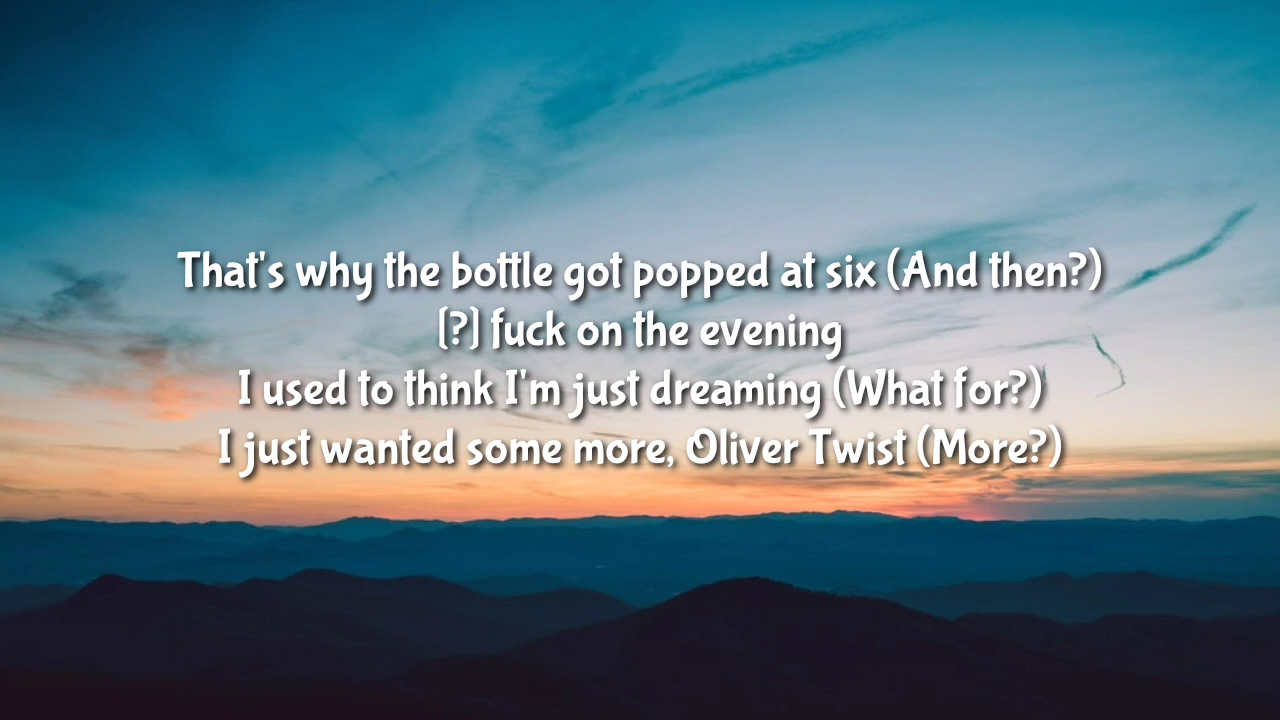 That's why the bottle got popped at six (And then?)
[?] fuck on the evening
I used to think I'm just dreaming (What for?)
I just wanted some more, Oliver Twist (More?)